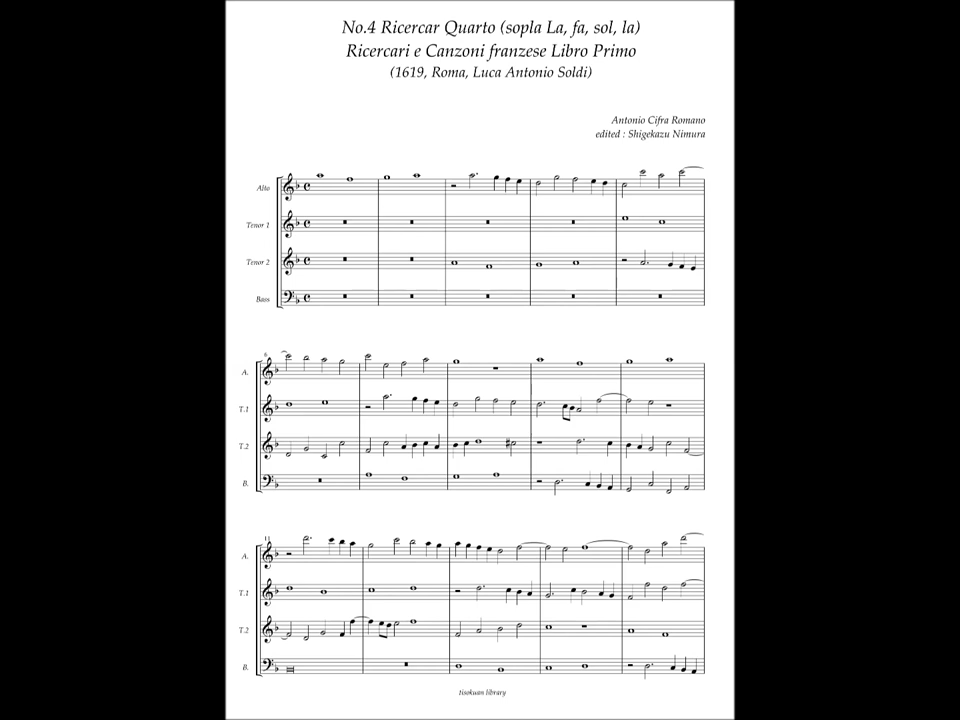 No.4 Ricercar Quarto (sopla La, fa, sol, la)
Ricercari e Canzoni franzese Libro Primo
(1619, Roma, Luca Antonio Soldi)
Antonio Cifra Romano
edited : Shigekazu Nimura
Alto
Tenor 1
Tenor 2
Bass
6
A.
T.1
T.2
B.
11
A.
T.1
T.2
B.
tisokuan library